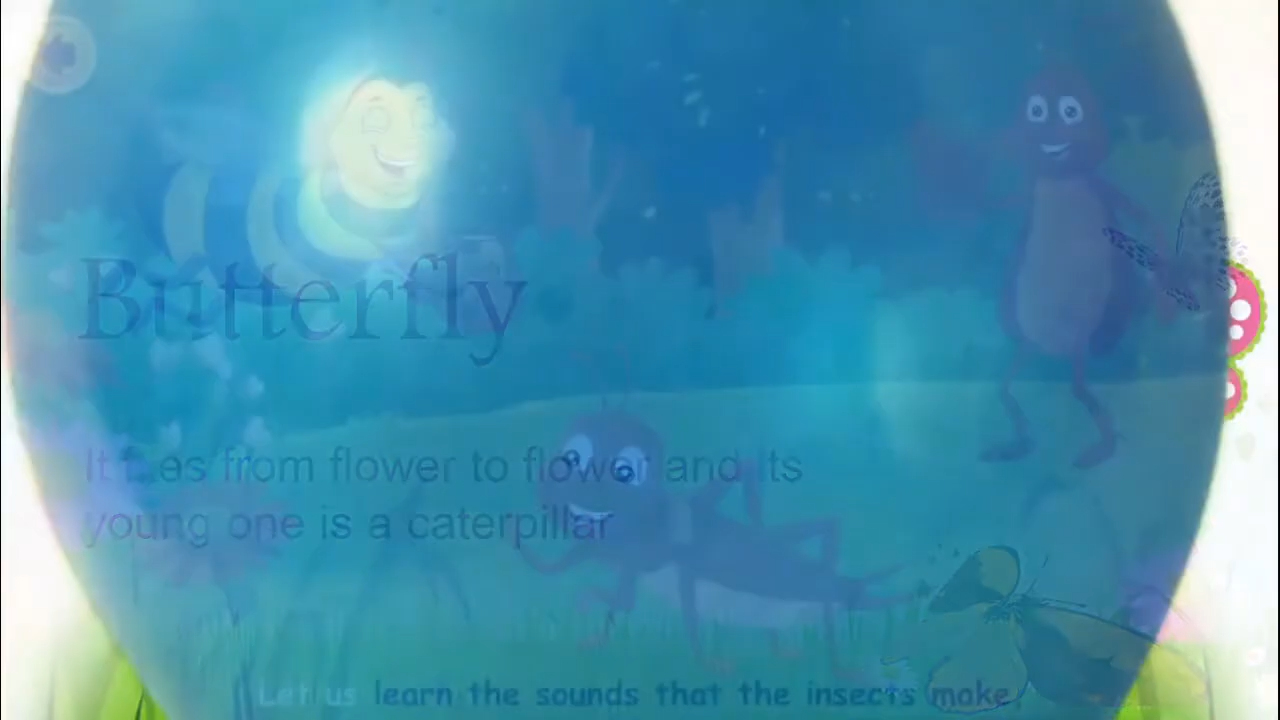 Butterfly
It flies from flower to flower and its
young one is a caterpillar
Let us learn the sounds that the insects make